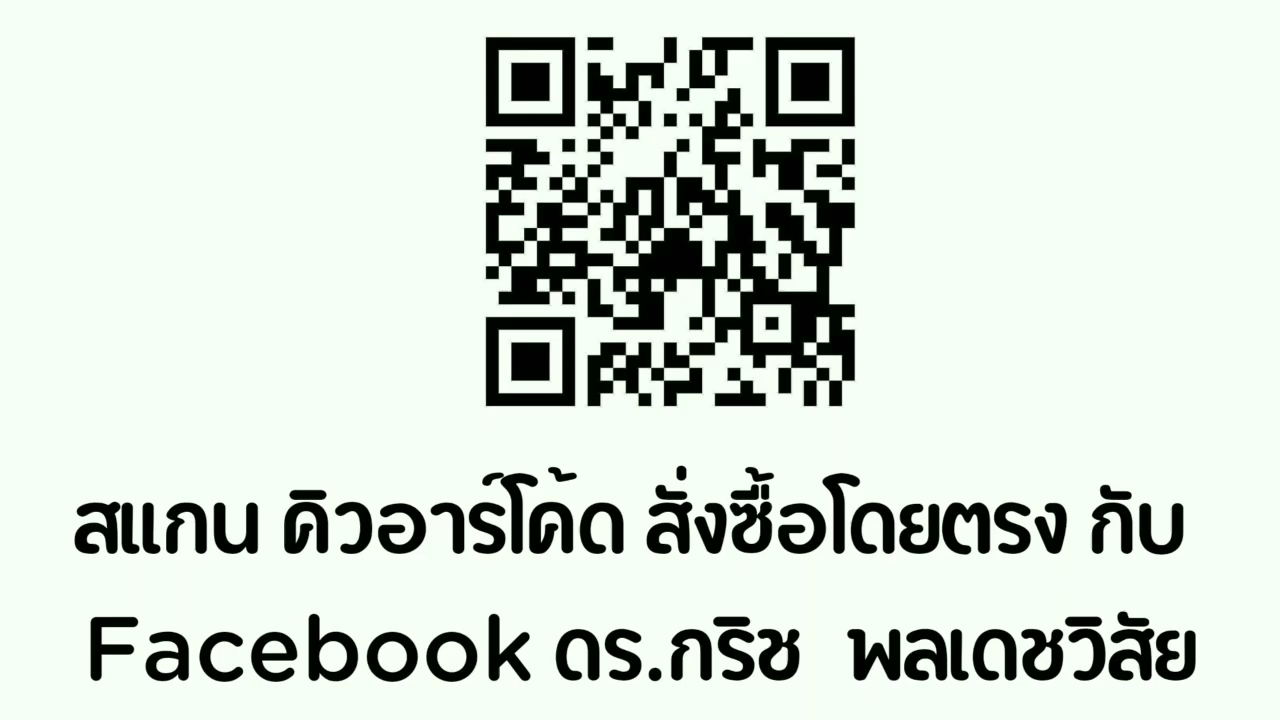 สแกน คิวอาร์โค้ด สั่งซื้อโดยตรง กับ
Facebook ดร.กริช พลเดชวิสัย